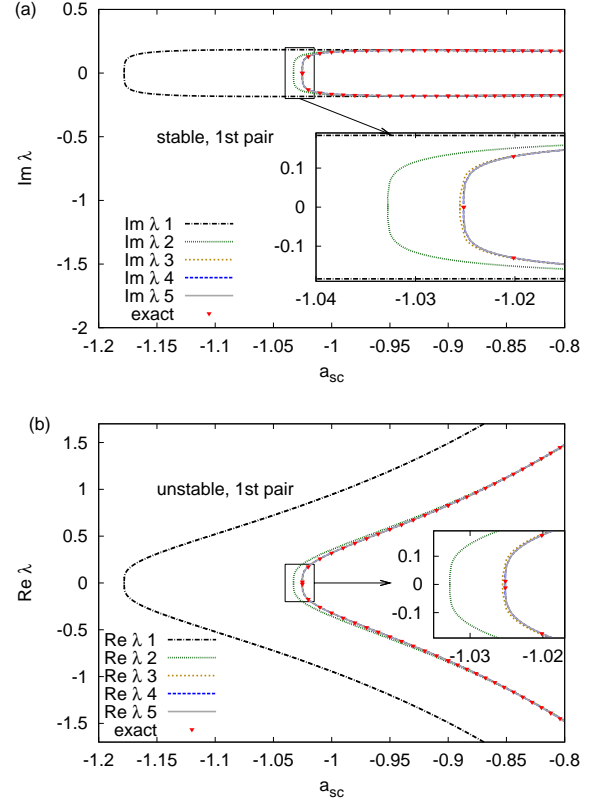 (a)
0.5
0
-0.5
-1
-1.5
-2
Im λ
stable, 1st pair
Im λ 1
Im λ 2
Im λ 3
Im λ 4
Im λ 5
exact
0.1
0
-0.1
-1.04 -1.03 -1.02
-1.2 -1.15 -1.1 -1.05 -1 -0.95 -0.9 -0.85 -0.8
a_sc
(b)
1.5
1
0.5
0
-0.5
-1
-1.5
Re λ
unstable, 1st pair
0.1
0
-0.1
-1.03 -1.02
Re λ 1
Re λ 2
Re λ 3
Re λ 4
Re λ 5
exact
-1.2 -1.15 -1.1 -1.05 -1 -0.95 -0.9 -0.85 -0.8
a_sc